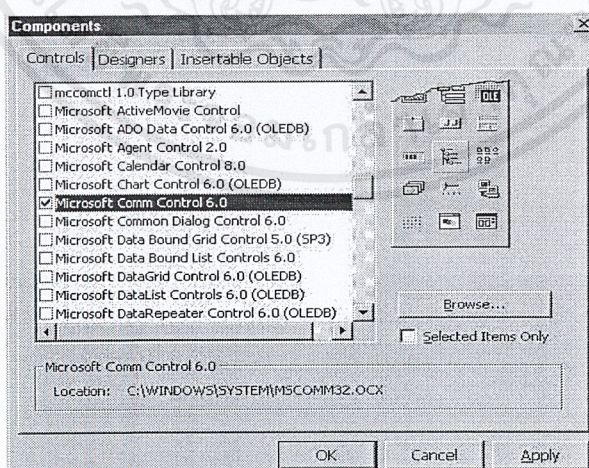 Components
Controls Designers Insertable Objects
mccomctl 1.0 Type Library
Microsoft ActiveMovie Control
Microsoft ADO Data Control 6.0 (OLEDB)
Microsoft Agent Control 2.0
Microsoft Calendar Control 8.0
Microsoft Chart Control 6.0 (OLEDB)
Microsoft Comm Control 6.0
Microsoft Common Dialog Control 6.0
Microsoft Data Bound Grid Control 5.0 (SP3)
Microsoft Data Bound List Controls 6.0
Microsoft DataGrid Control 6.0 (OLEDB)
Microsoft DataList Controls 6.0 (OLEDB)
Microsoft DataRepeater Control 6.0 (OLEDB)
OLE
Browse...
Selected Items Only
Microsoft Comm Control 6.0
Location: C:\WINDOWS\SYSTEM\MSCOMM32.OCX
OK Cancel Apply